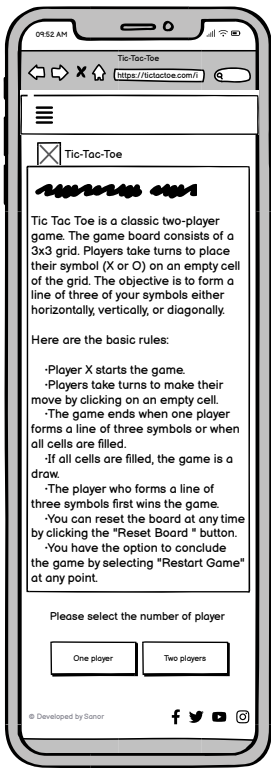 09:52 AM
Tic-Tac-Toe
https://tictactoe.com/i
Tic-Tac-Toe
Tic Tac Toe is a classic two-player
game. The game board consists of a
3x3 grid. Players take turns to place
their symbol (X or O) on an empty cell
of the grid. The objective is to form a
line of three of your symbols either
horizontally, vertically, or diagonally.
Here are the basic rules:
·Player X starts the game.
·Players take turns to make their
move by clicking on an empty cell.
·The game ends when one player
forms a line of three symbols or when
all cells are filled.
·If all cells are filled, the game is a
draw.
·The player who forms a line of
three symbols first wins the game.
·You can reset the board at any time
by clicking the "Reset Board " button.
·You have the option to conclude
the game by selecting "Restart Game"
at any point.
Please select the number of player
One player
Two players
© Developed by Sanor